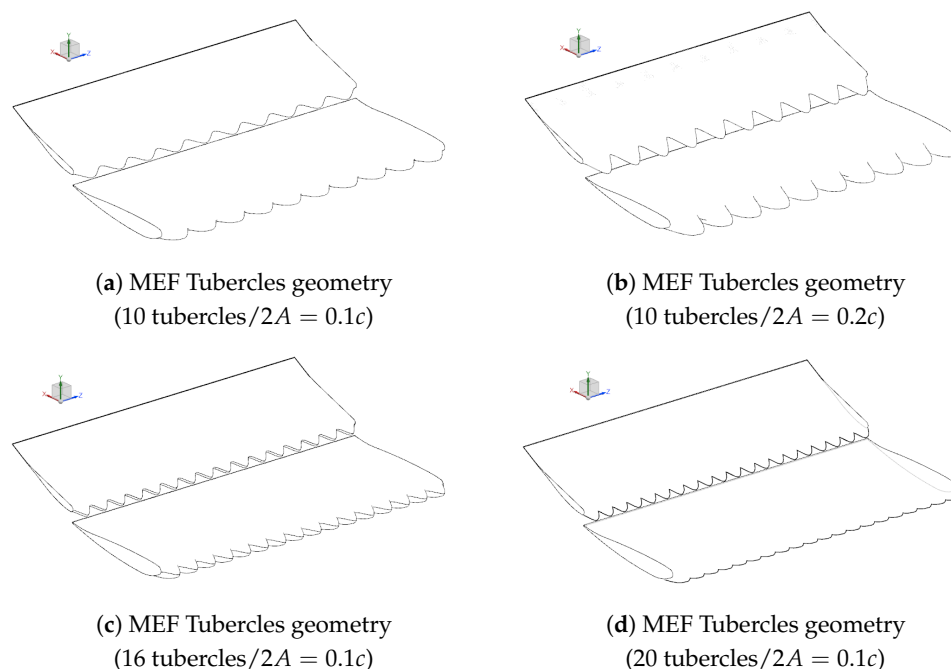 Y
X
Z
Y
X
Z
(a) MEF Tubercles geometry
(10 tubercles/2A = 0.1c)
(b) MEF Tubercles geometry
(10 tubercles/2A = 0.2c)
Y
X
Z
Y
X
Z
(c) MEF Tubercles geometry
(16 tubercles/2A = 0.1c)
(d) MEF Tubercles geometry
(20 tubercles/2A = 0.1c)